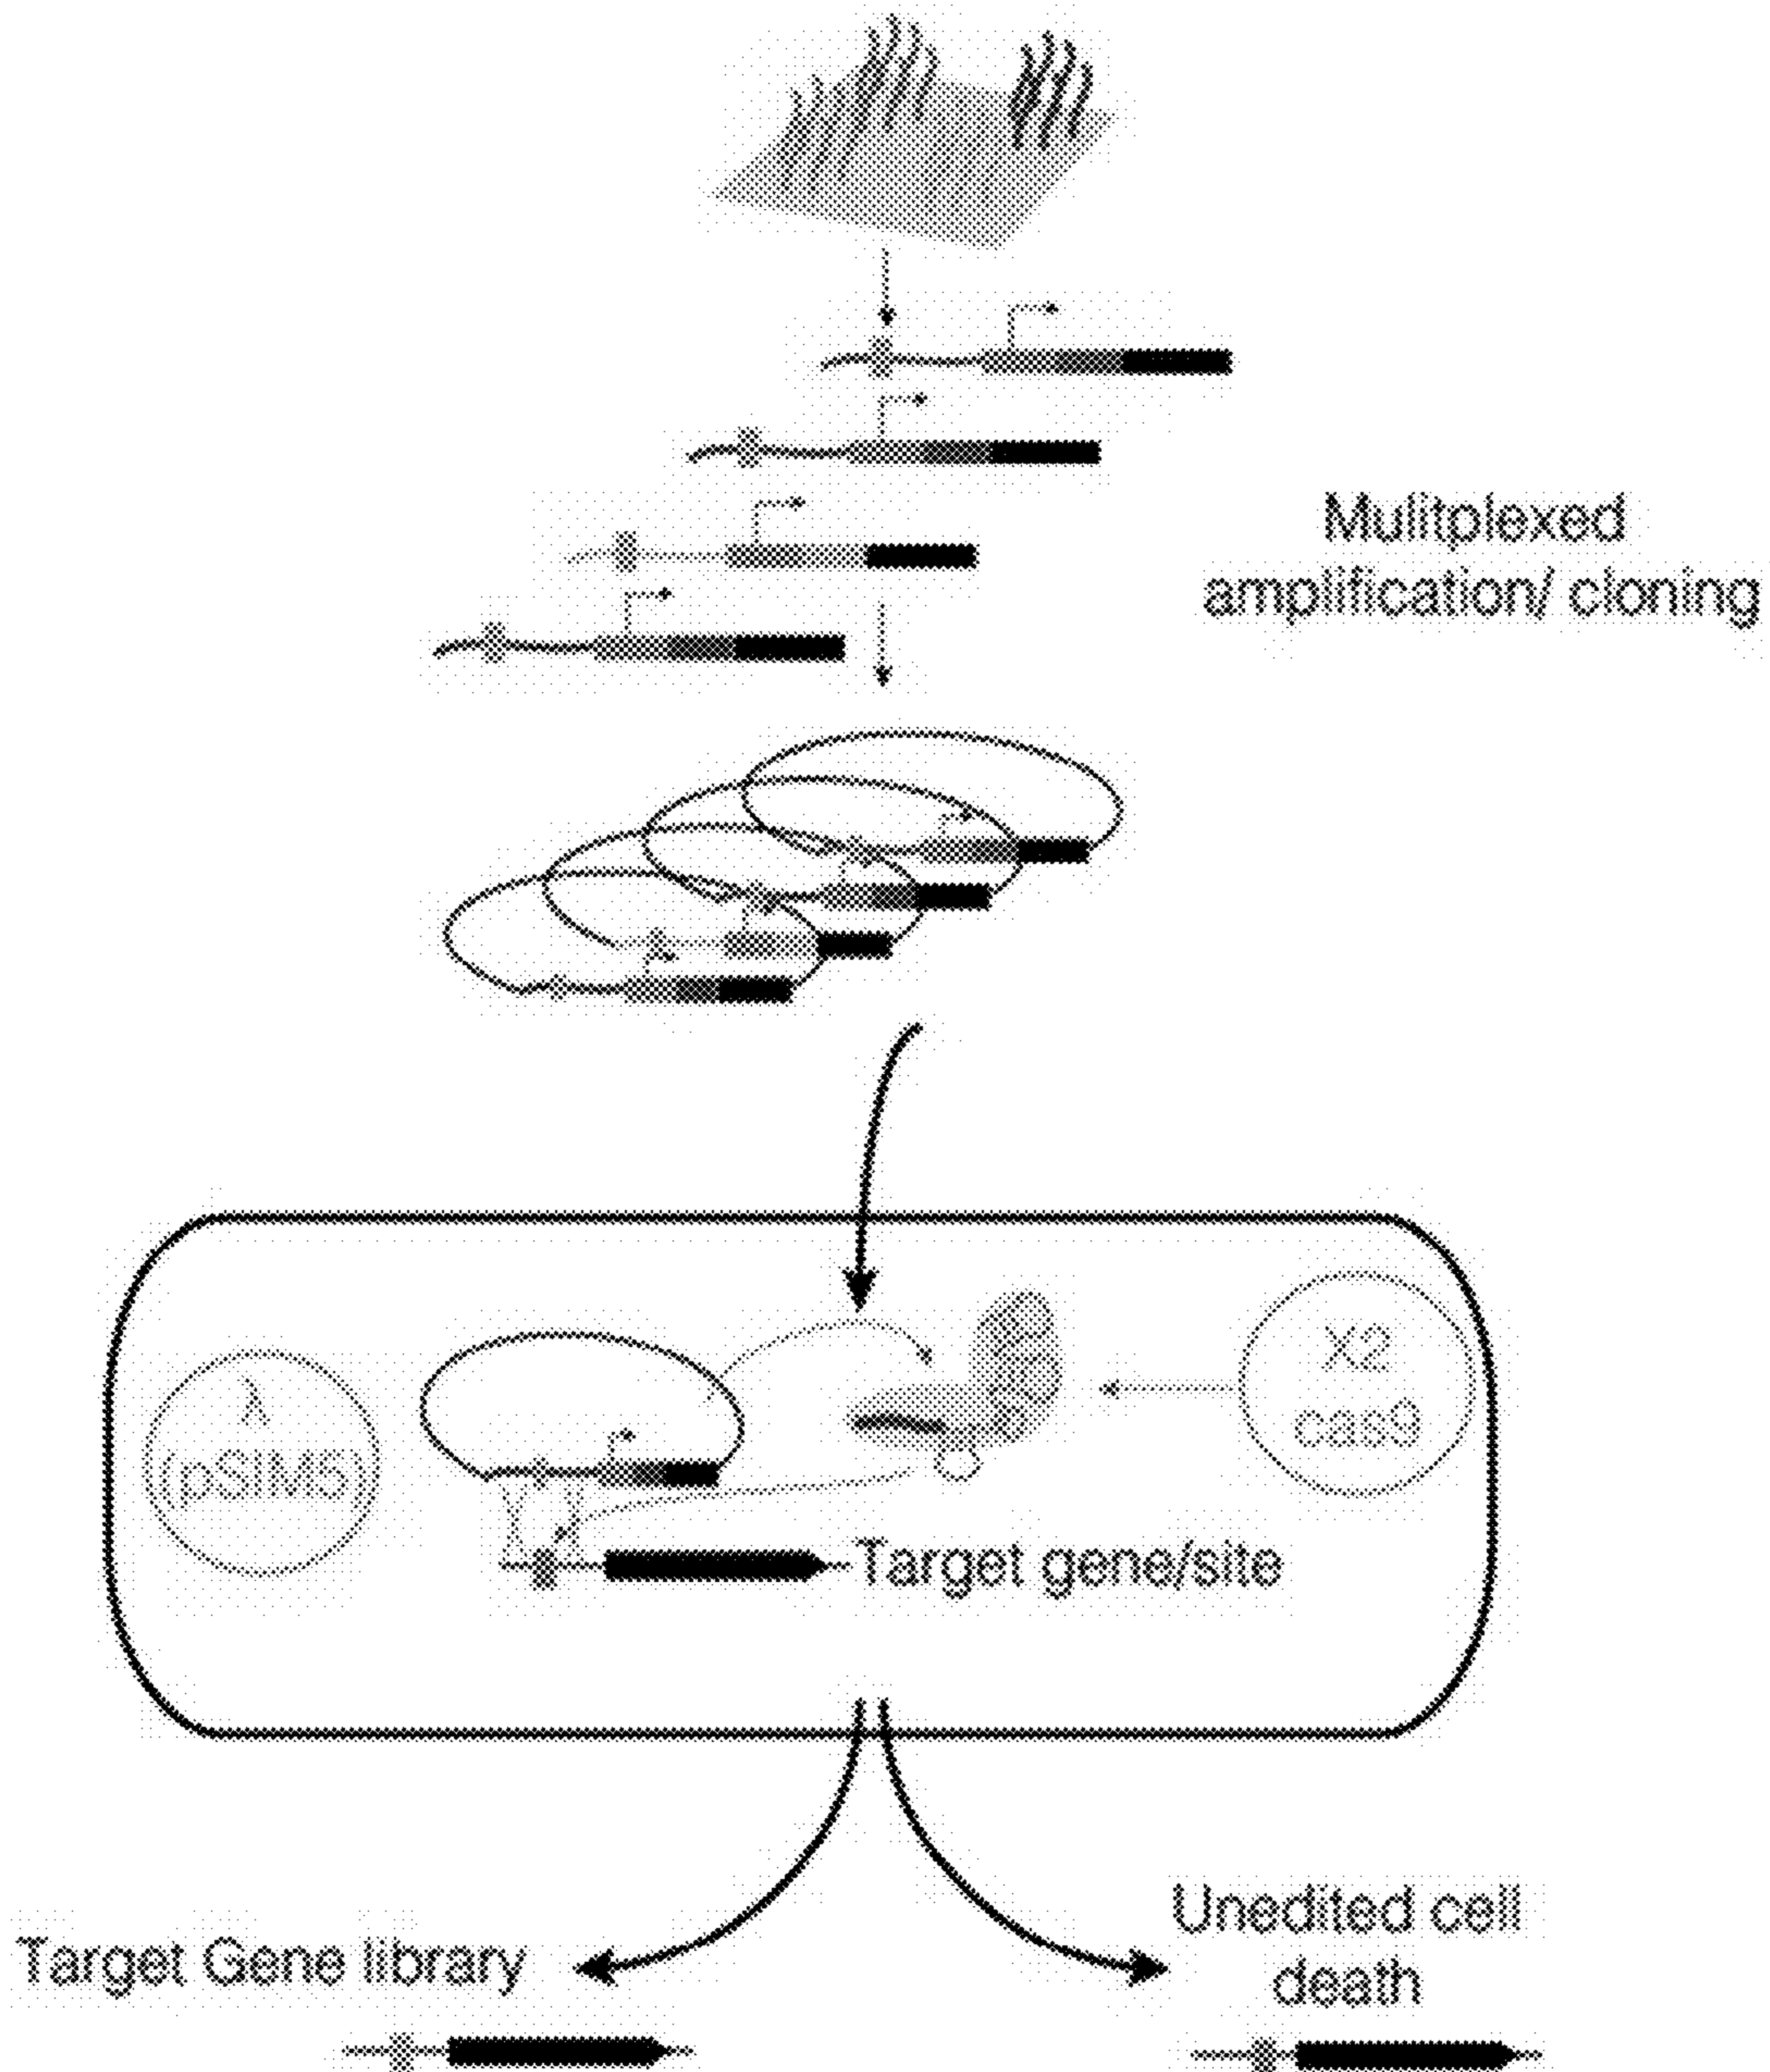 Mulitplexed
amplification/ cloning
λ
(pSIM5)
X2
cas9
Target gene/site
Target Gene library
Unedited cell
death